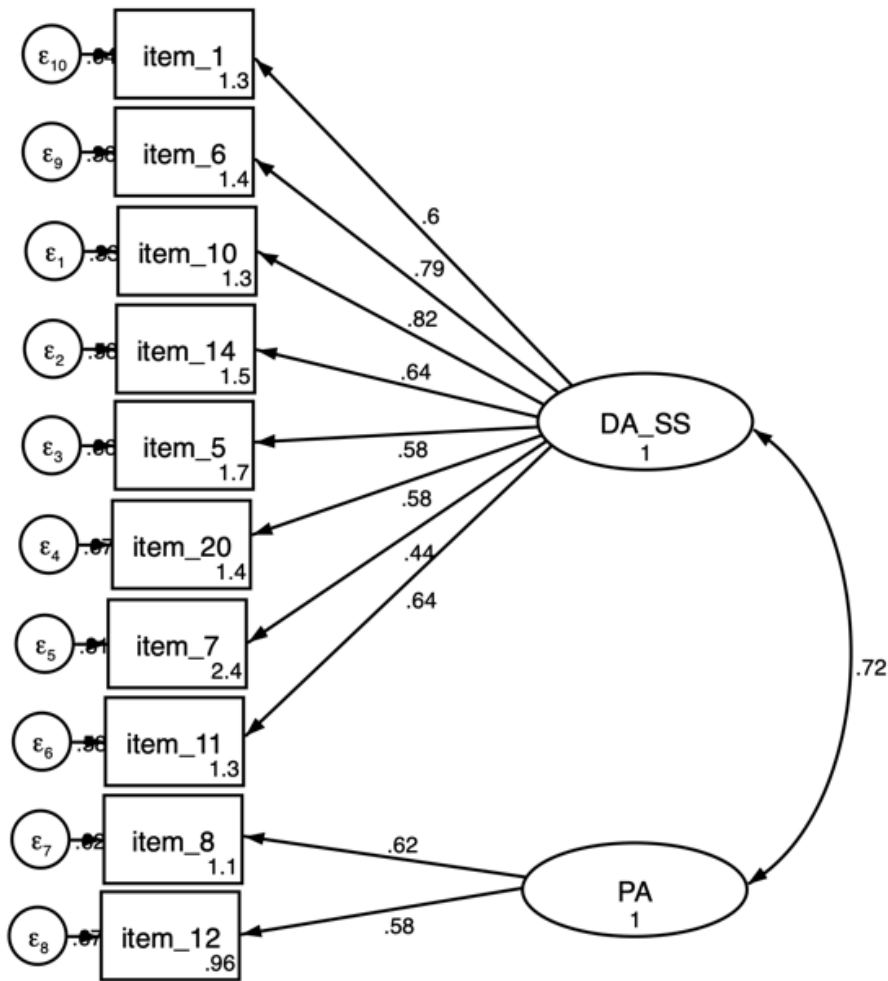 ε10 item_1 1.3
ε9 item_6 1.4
ε1 item_10 1.3
ε2 item_14 1.5
ε3 item_5 1.7
ε4 item_20 1.4
ε5 item_7 2.4
ε6 item_11 1.3
ε7 item_8 1.1
ε8 item_12 .96
.6
.79
.82
.64
.58
.58
.44
.64
DA_SS
1
.72
.62
.58
PA
1